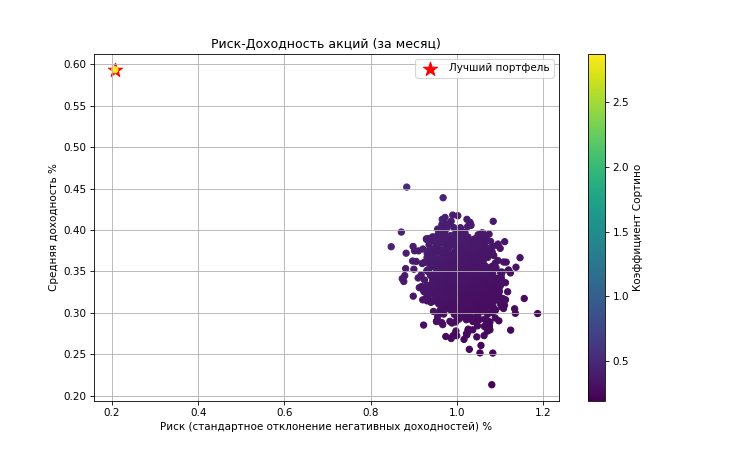 Риск-Доходность акций (за месяц)
Лучший портфель
Средняя доходность %
0.60
0.55
0.50
0.45
0.40
0.35
0.30
0.25
0.20
0.2 0.4 0.6 0.8 1.0 1.2
Риск (стандартное отклонение негативных доходностей) %
2.5
2.0
1.5
1.0
0.5
Коэффициент Сортино